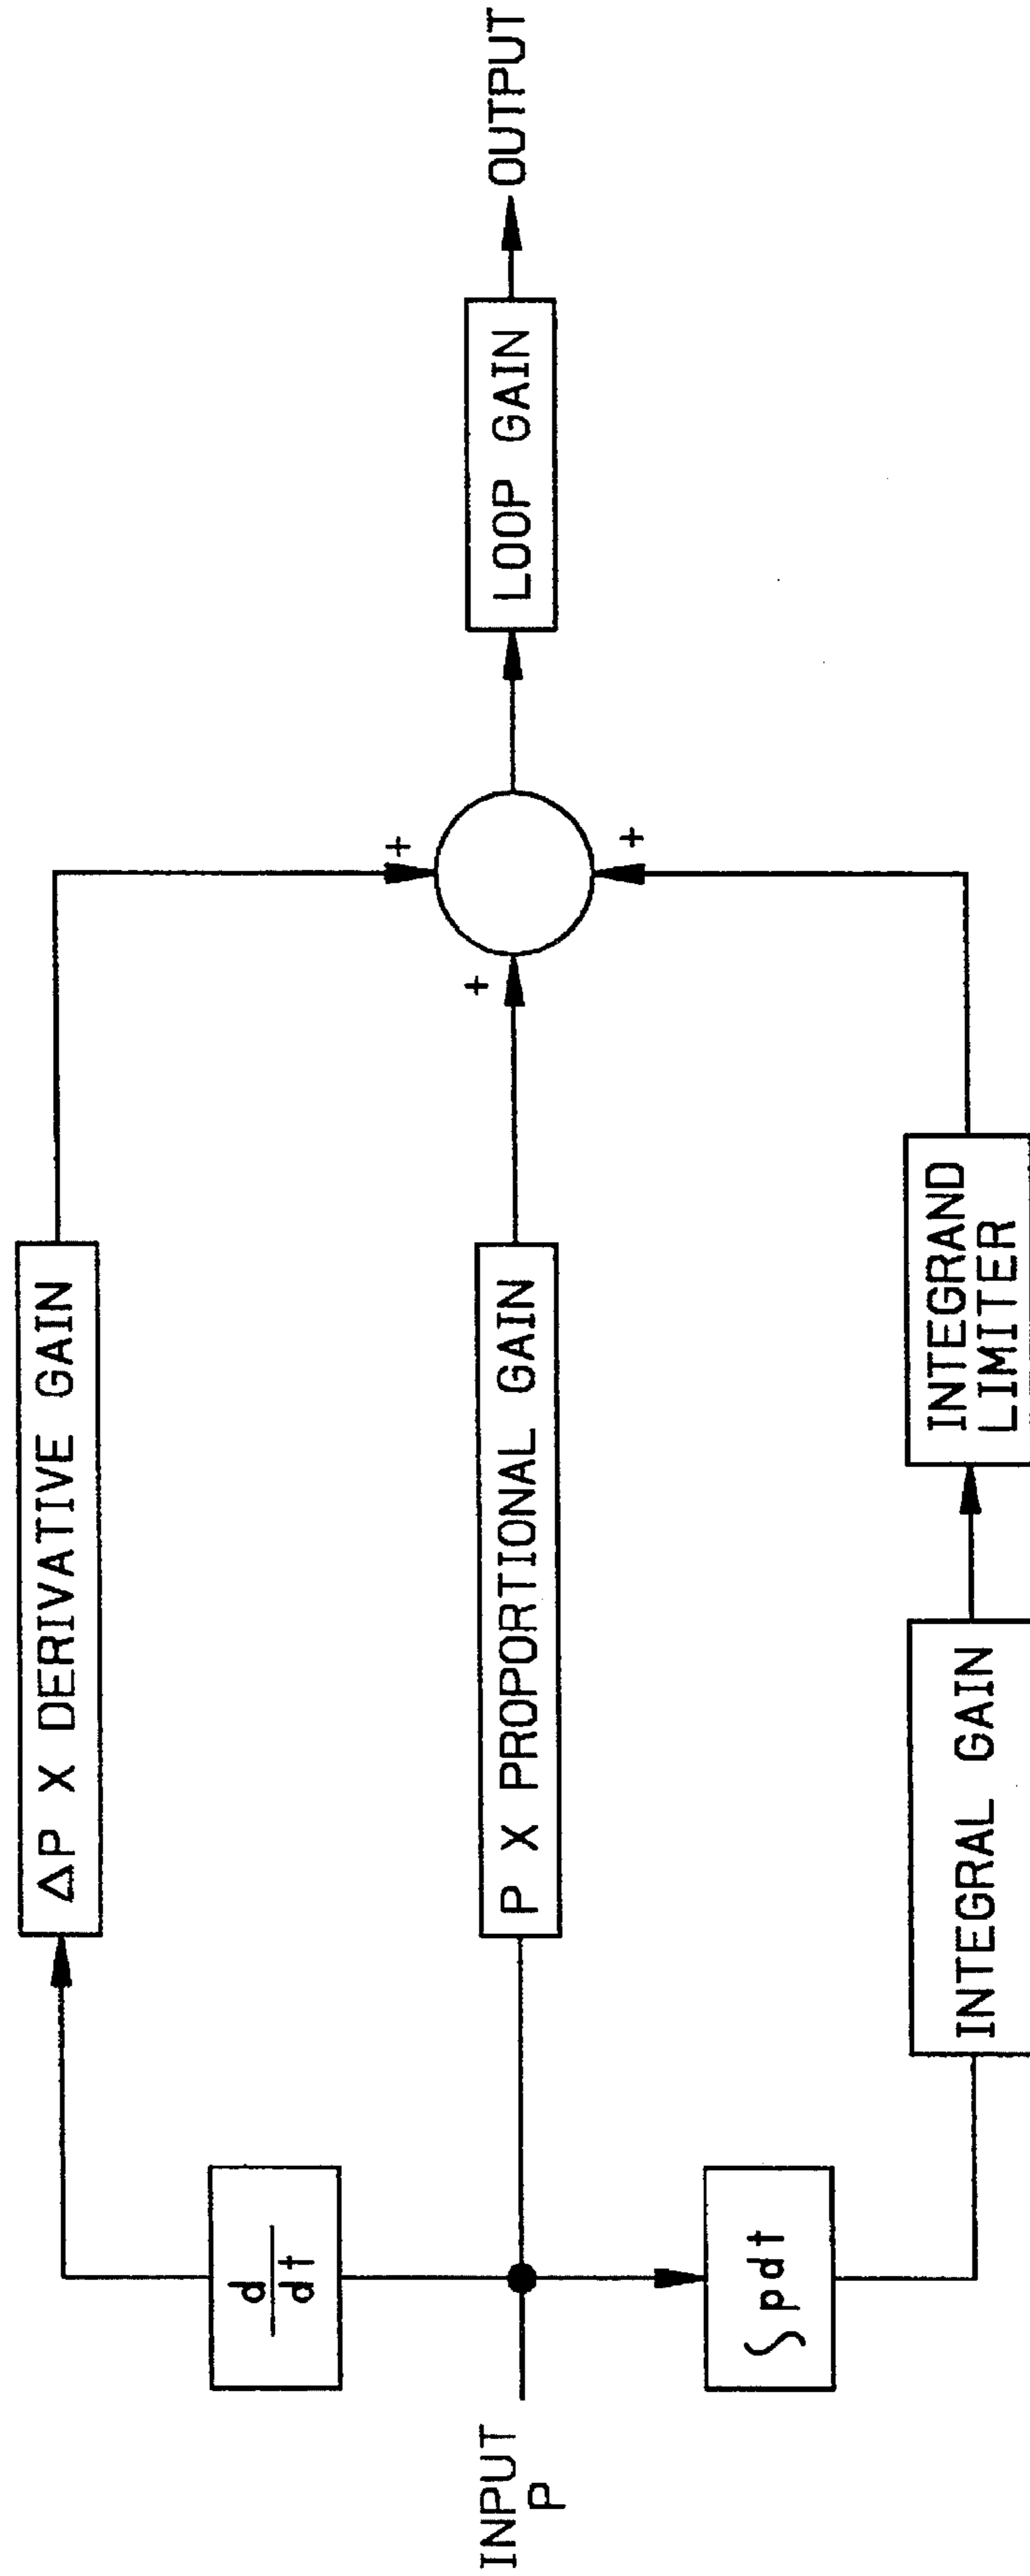 INPUT
P
d
dt
ΔP X DERIVATIVE GAIN
P X PROPORTIONAL GAIN
∫pdt
INTEGRAL GAIN
INTEGRAND
LIMITER
+
+
+
LOOP GAIN
OUTPUT